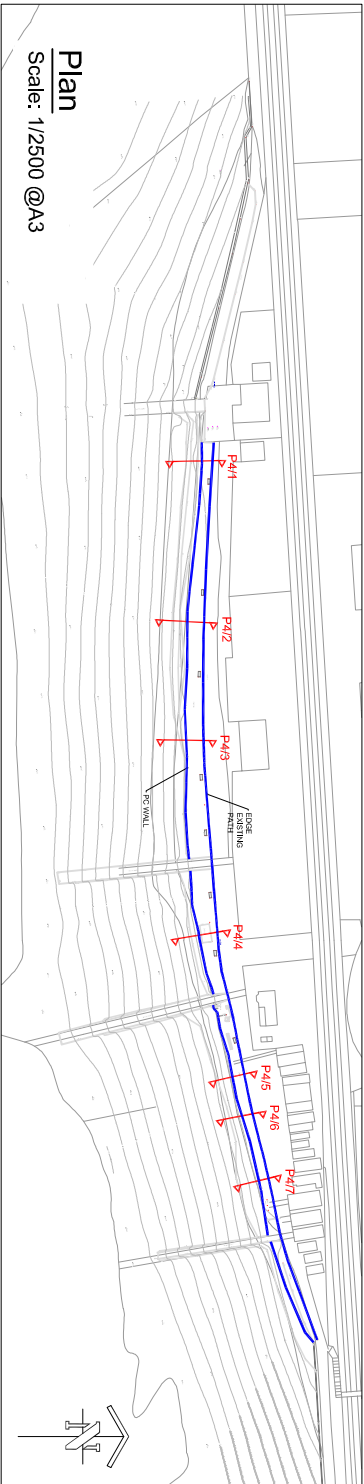 Plan
Scale: 1/2500 @A3
P4/1
P4/2
P4/3
EDGE
EXISTING
PATH
PC WALL
P4/4
P4/5
P4/6
P4/7
N